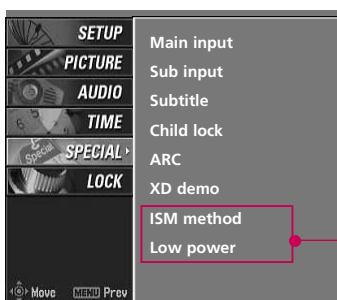 SETUP
PICTURE
AUDIO
TIME
SPECIAL
LOCK
Move MENU Prev
Main input
Sub input
Subtitle
Child lock
ARC
XD demo
ISM method
Low power